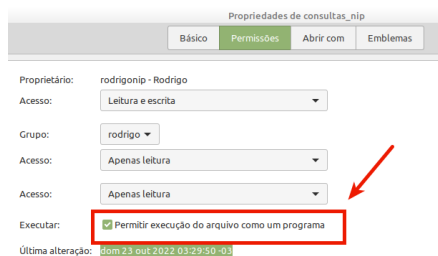 Propriedades de consultas_nip
Básico Permissões Abrir com Emblemas
Proprietário: rodrigonip - Rodrigo
Acesso: Leitura e escrita
Grupo: rodrigo
Acesso: Apenas leitura
Acesso: Apenas leitura
Executar: Permitir execução do arquivo como um programa
Última alteração: dom 23 out 2022 03:29:50 -03